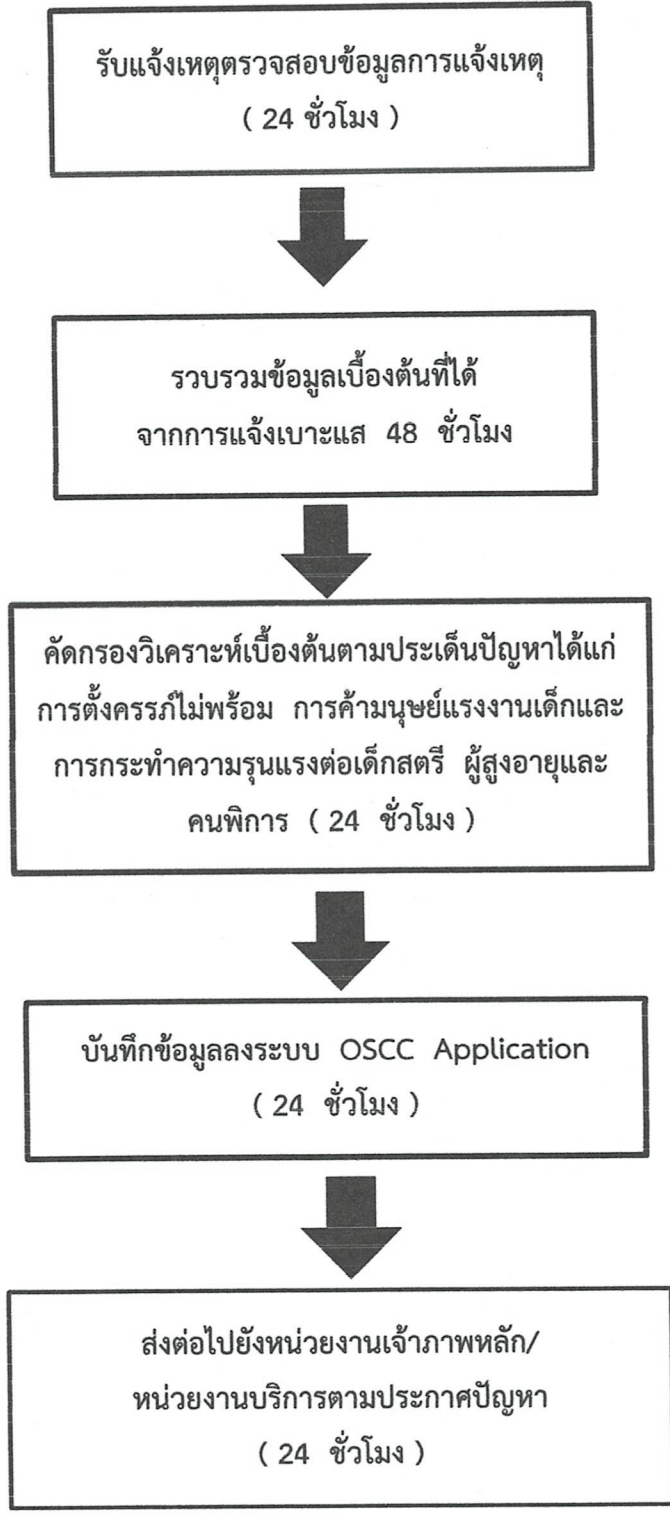 รับแจ้งเหตุตรวจสอบข้อมูลการแจ้งเหตุ
( 24 ชั่วโมง )
รวบรวมข้อมูลเบื้องต้นที่ได้
จากการแจ้งเบาะแส 48 ชั่วโมง
คัดกรองวิเคราะห์เบื้องต้นตามประเด็นปัญหาได้แก่
การตั้งครรภ์ไม่พร้อม การค้ามนุษย์แรงงานเด็กและ
การกระทำความรุนแรงต่อเด็กสตรี ผู้สูงอายุและ
คนพิการ ( 24 ชั่วโมง )
บันทึกข้อมูลลงระบบ OSCC Application
( 24 ชั่วโมง )
ส่งต่อไปยังหน่วยงานเจ้าภาพหลัก/
หน่วยงานบริการตามประกาศปัญหา
( 24 ชั่วโมง )